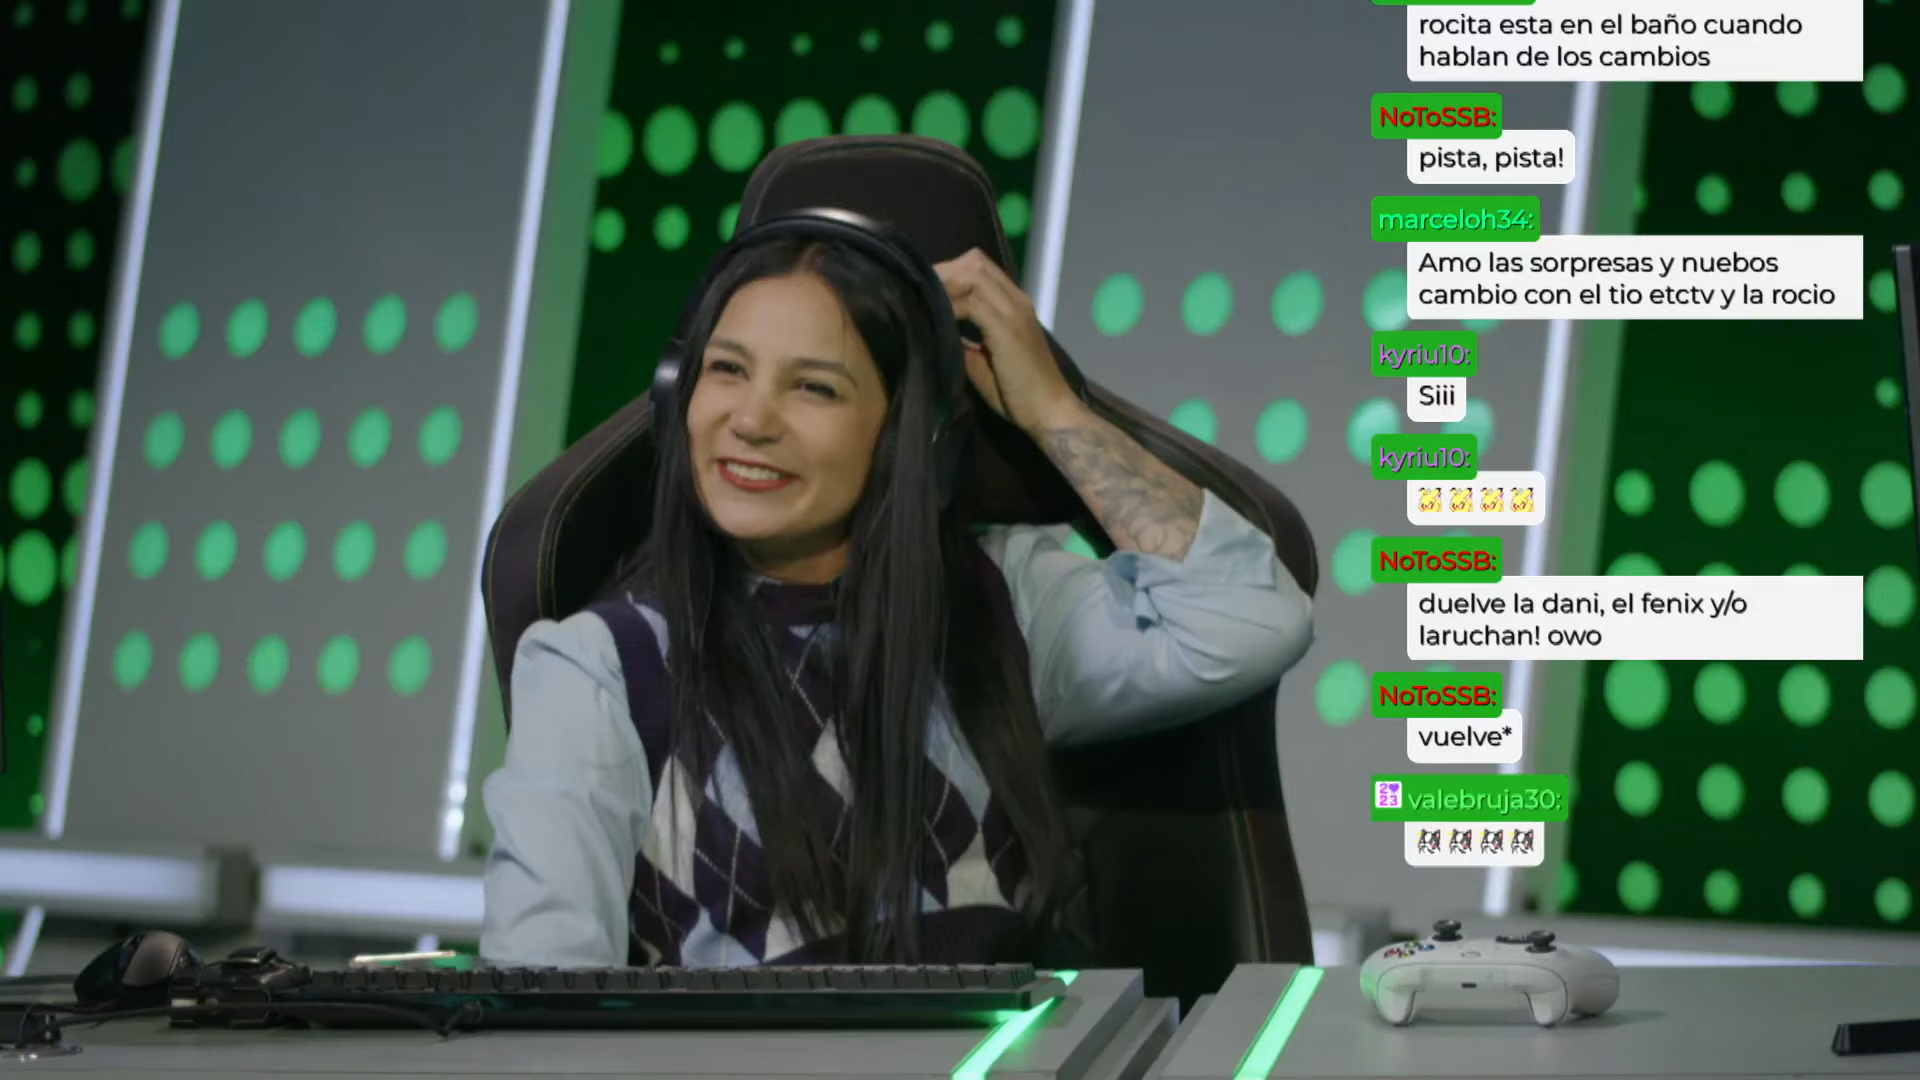 rocita esta en el baño cuando
hablan de los cambios
NoToSSB:
pista, pista!
marceloh34:
Amo las sorpresas y nuebos
cambio con el tio etctv y la rocio
kyriu10:
Siii
kyriu10:
NoToSSB:
duelve la dani, el fenix y/o
laruchan! owo
NoToSSB:
vuelve*
2023
valebruja30: